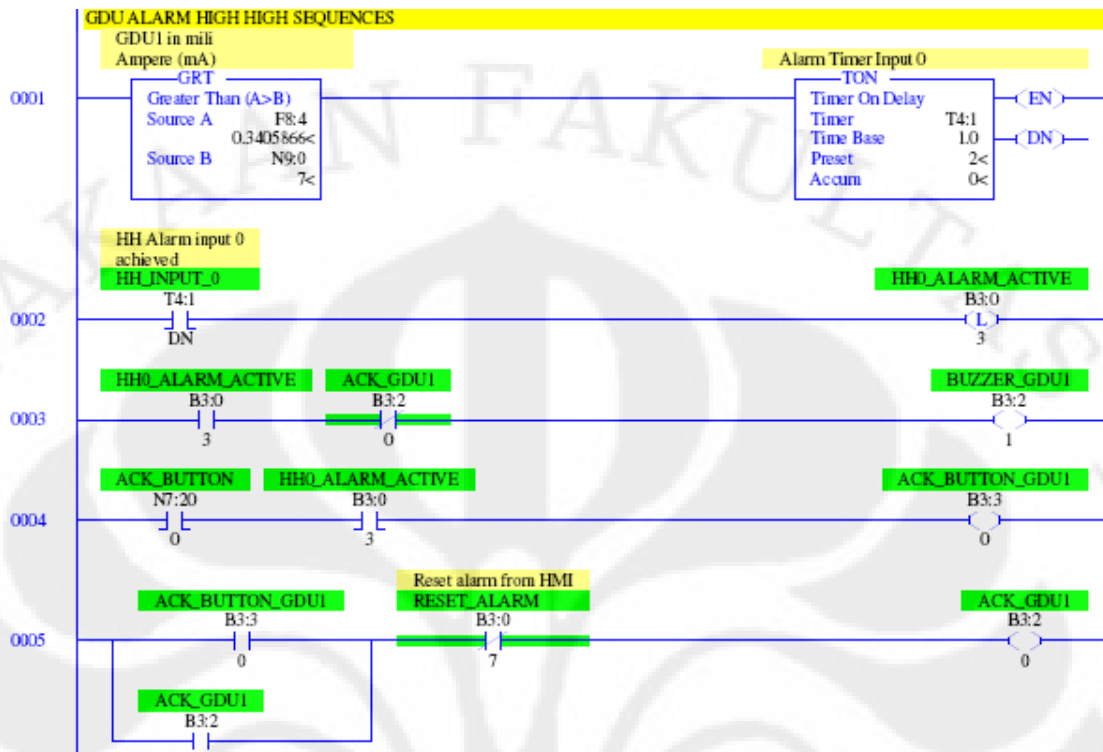 GDU ALARM HIGH HIGH SEQUENCES
GDU1 in mili
Ampere (mA)
GRT
Greater Than (A>B)
Source A F8:4
0.3405866<
Source B N9:0
7<
Alarm Timer Input 0
TON
Timer On Delay
Timer T4:1
Time Base 1.0
Preset 2<
Accum 0<
EN
DN
0001
HH Alarm input 0
achieved
HH_INPUT_0
T4:1
DN
HH0_ALARM_ACTIVE
B3:0
L
3
0002
HH0_ALARM_ACTIVE
B3:0
3
ACK_GDU1
B3:2
0
BUZZER_GDU1
B3:2
1
0003
ACK_BUTTON
N7:20
0
HH0_ALARM_ACTIVE
B3:0
3
ACK_BUTTON_GDU1
B3:3
0
0004
ACK_BUTTON_GDU1
B3:3
0
Reset alarm from HMI
RESET_ALARM
B3:0
7
ACK_GDU1
B3:2
0
0005
ACK_GDU1
B3:2
AKAAN FAKULTAS